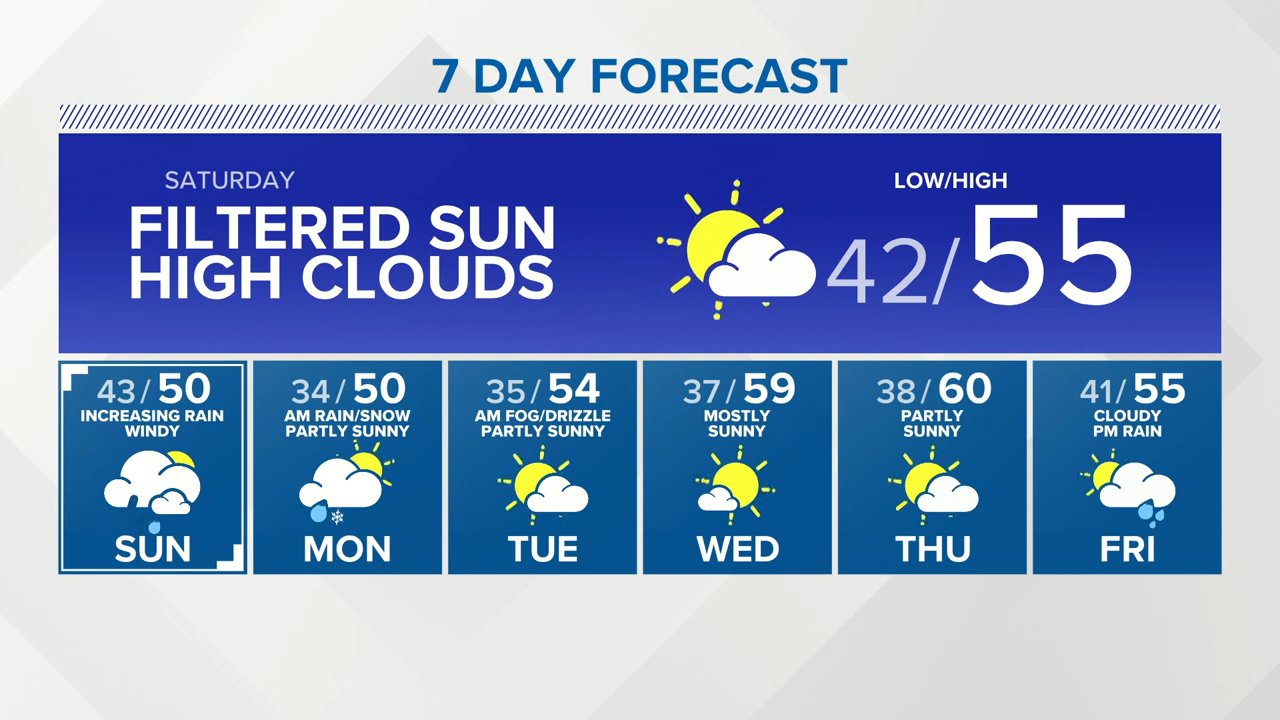 7 DAY FORECAST
SATURDAY
FILTERED SUN
HIGH CLOUDS
LOW/HIGH
42/55
43/50
INCREASING RAIN
WINDY
SUN
34/50
AM RAIN/SNOW
PARTLY SUNNY
MON
35/54
AM FOG/DRIZZLE
PARTLY SUNNY
TUE
37/59
MOSTLY
SUNNY
WED
38/60
PARTLY
SUNNY
THU
41/55
CLOUDY
PM RAIN
FRI